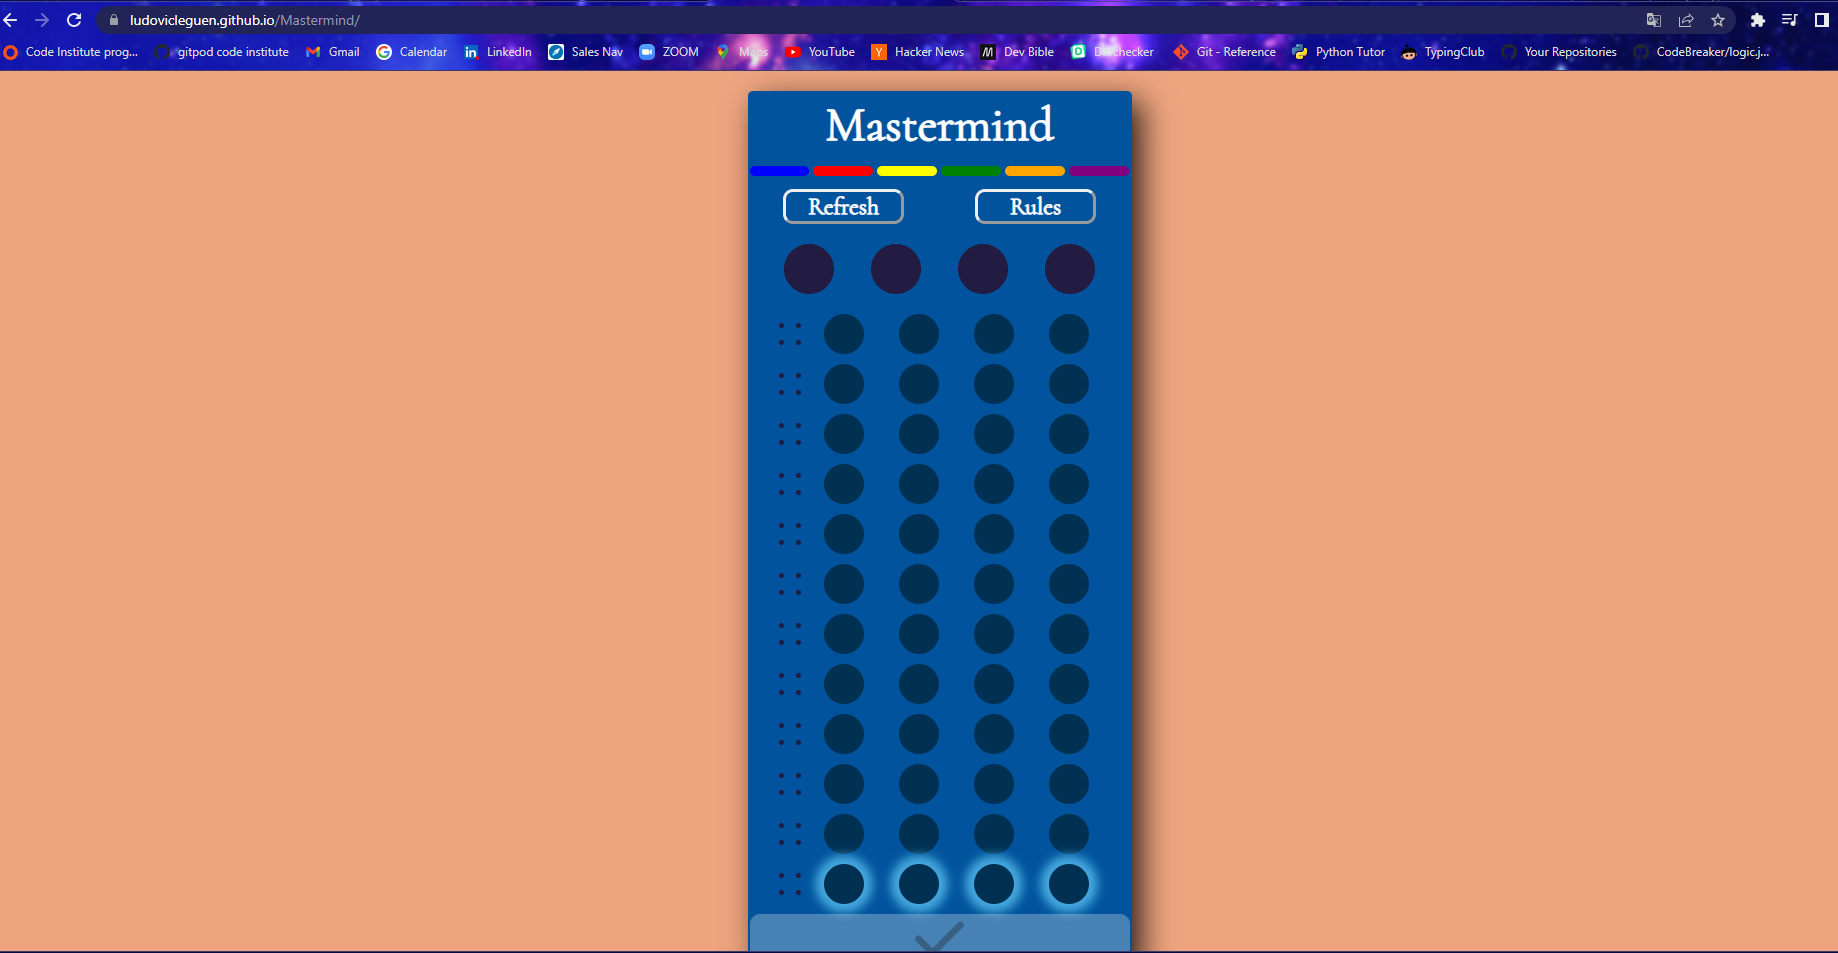 ludovicleguen.github.io/Mastermind/
Code Institute prog... gitpod code institute Gmail Calendar LinkedIn Sales Nav ZOOM Maps YouTube Hacker News Dev Bible Git - Reference Python Tutor TypingClub Your Repositories CodeBreaker/logic.j...
Mastermind
Refresh Rules